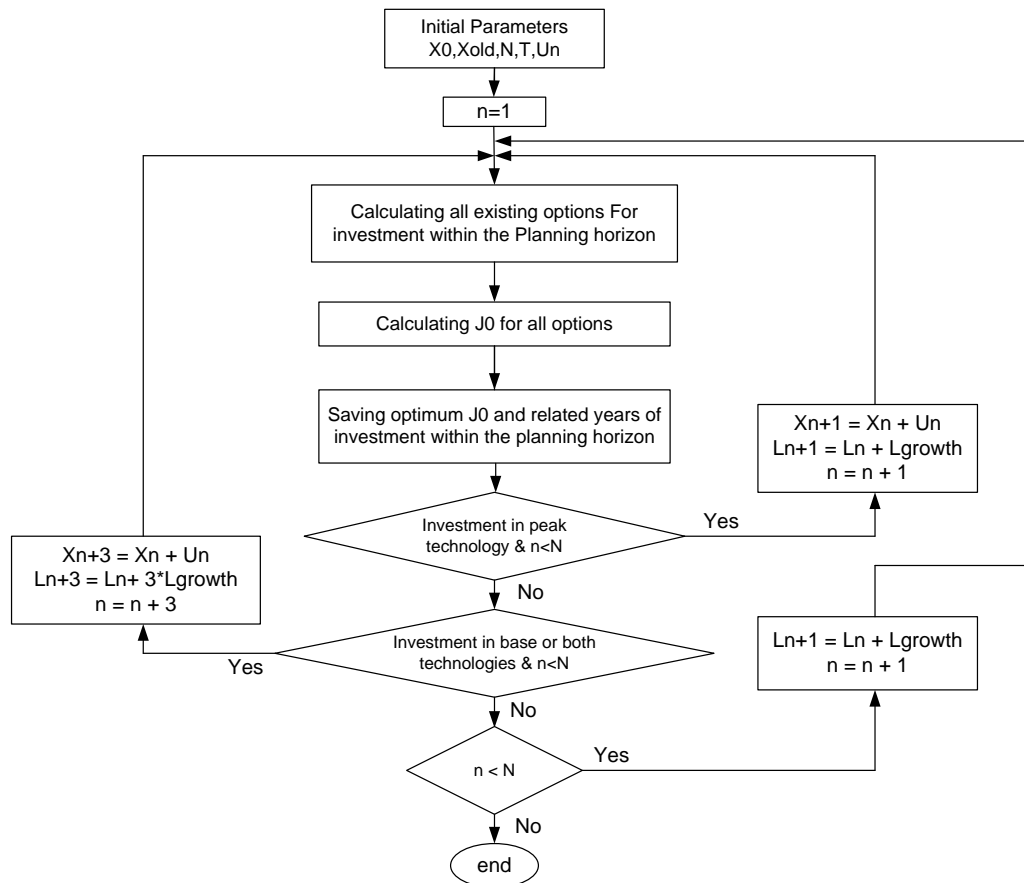 Initial Parameters
X0,Xold,N,T,Un
n=1
Calculating all existing options For
investment within the Planning horizon
Calculating J0 for all options
Saving optimum J0 and related years of
investment within the planning horizon
Xn+1 = Xn + Un
Ln+1 = Ln + Lgrowth
n = n + 1
Investment in peak
technology & n<N
Yes
No
Xn+3 = Xn + Un
Ln+3 = Ln+ 3*Lgrowth
n = n + 3
Investment in base or both
technologies & n<N
Yes
No
Ln+1 = Ln + Lgrowth
n = n + 1
n < N
Yes
No
end